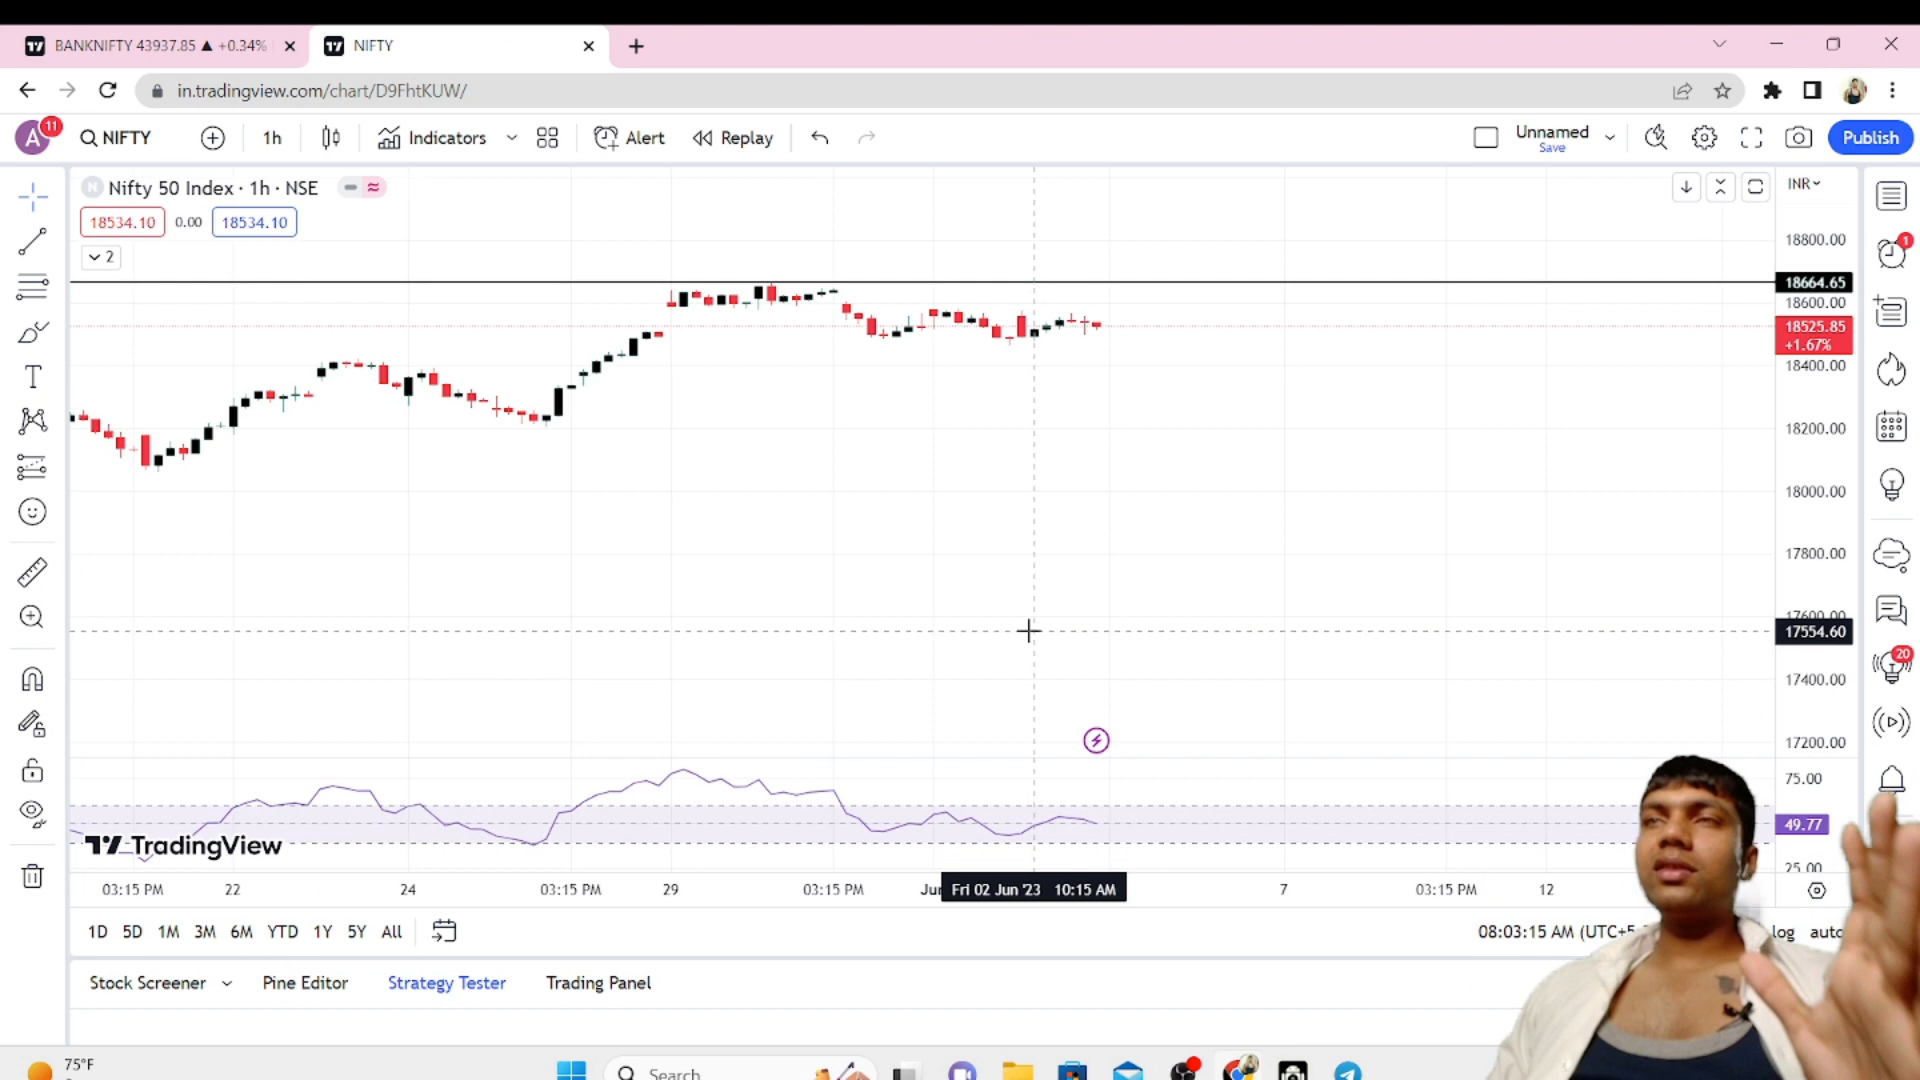 BANKNIFTY 43937.85 ▲ +0.34%
NIFTY
in.tradingview.com/chart/D9FhtKUW/
A
11
NIFTY
1h
Indicators
Alert
Replay
Unnamed
Save
Publish
N
Nifty 50 Index · 1h · NSE
INR
18534.10
0.00
18534.10
2
18800.00
18664.65
18600.00
18525.85
+1.67%
18400.00
18200.00
18000.00
17800.00
17600.00
17554.60
17400.00
17200.00
75.00
49.77
25.00
1
20
TradingView
03:15 PM
22
24
03:15 PM
29
03:15 PM
Jun
Fri 02 Jun '23 10:15 AM
7
03:15 PM
12
1D 5D 1M 3M 6M YTD 1Y 5Y All
08:03:15 AM (UTC+5
log
auto
Stock Screener
Pine Editor
Strategy Tester
Trading Panel
75°F
Search